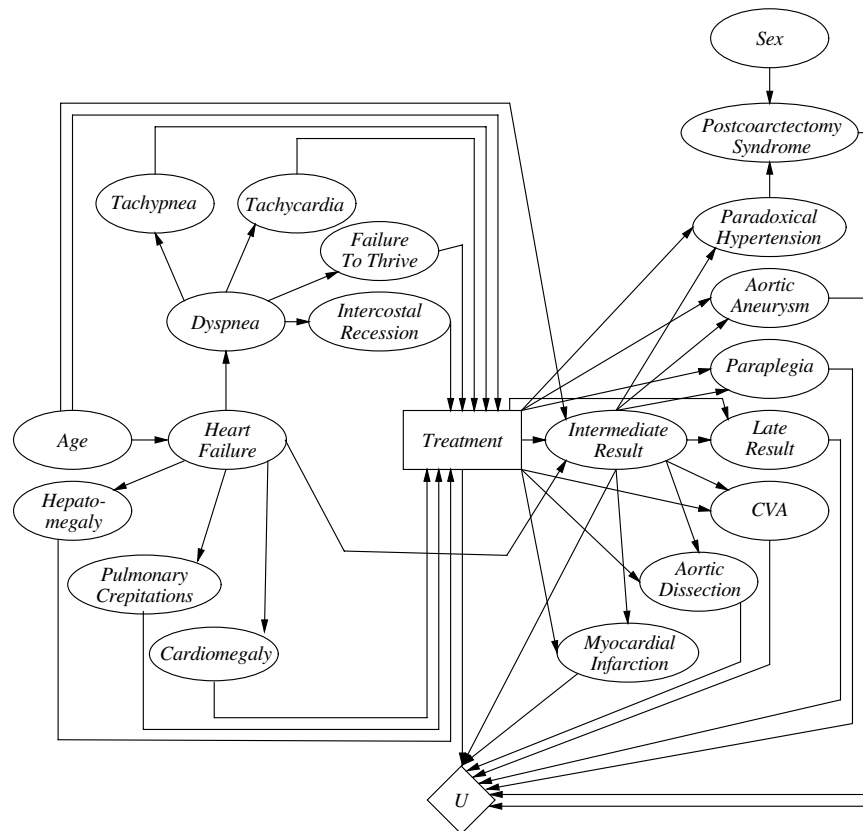 Sex
Postcoarctectomy
Syndrome
Tachypnea
Tachycardia
Paradoxical
Hypertension
Failure
To Thrive
Aortic
Aneurysm
Dyspnea
Intercostal
Recession
Paraplegia
Age
Heart
Failure
Treatment
Intermediate
Result
Late
Result
Hepato-
megaly
CVA
Pulmonary
Crepitations
Aortic
Dissection
Cardiomegaly
Myocardial
Infarction
U